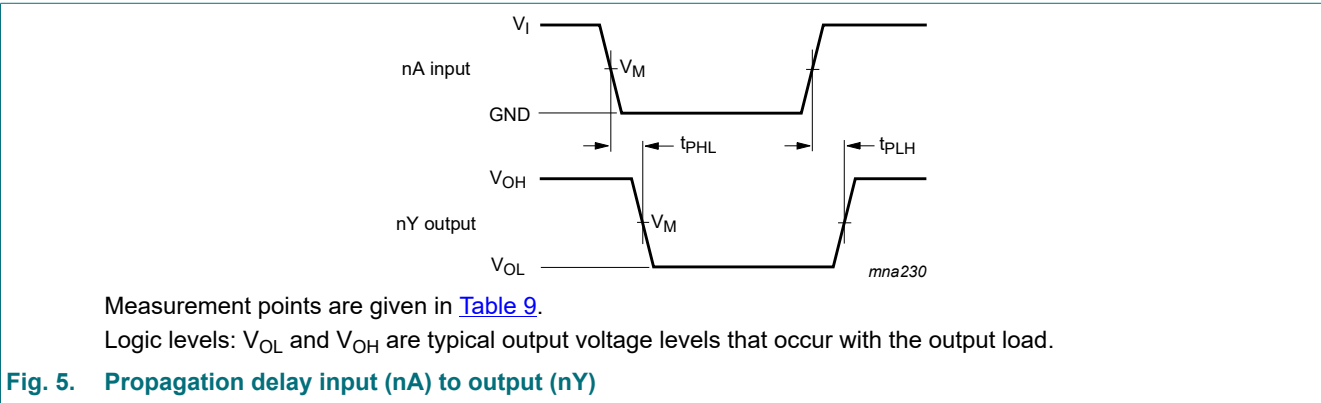 V_I
nA input
V_M
GND
t_PHL
t_PLH
V_OH
nY output
V_M
V_OL
mna230
Measurement points are given in Table 9.
Logic levels: V_OL and V_OH are typical output voltage levels that occur with the output load.
Fig. 5. Propagation delay input (nA) to output (nY)